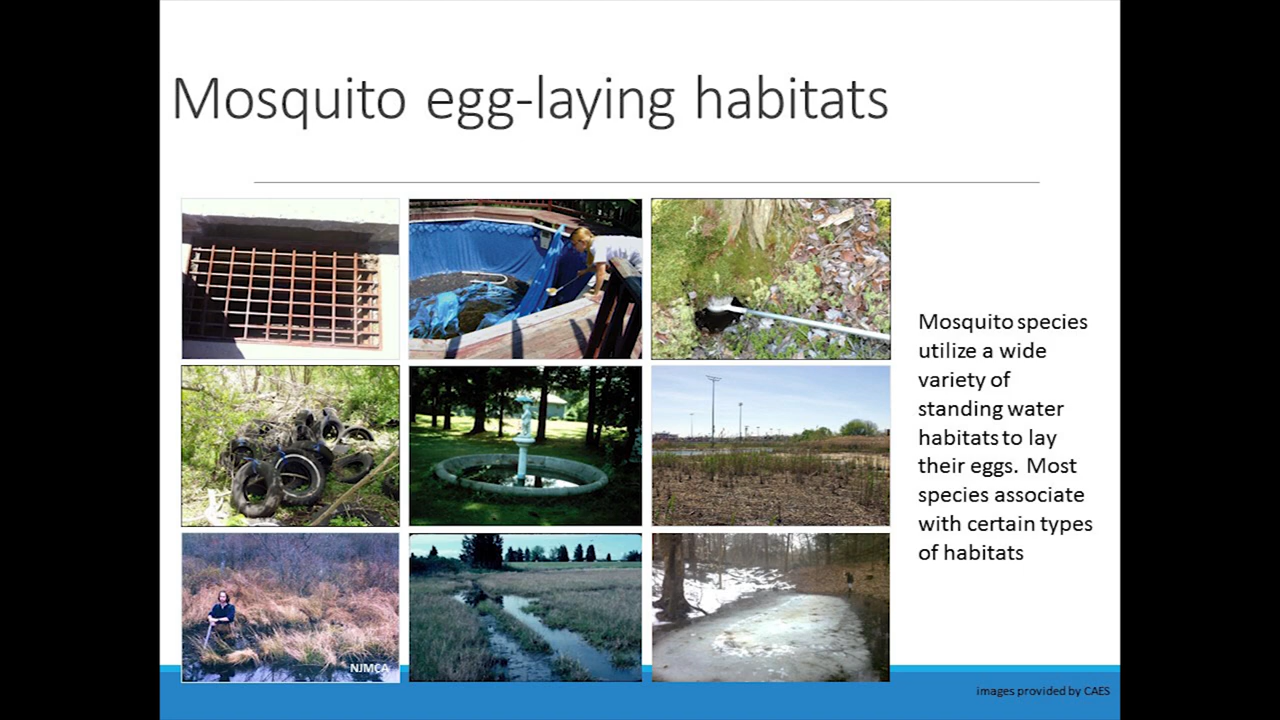 Mosquito egg-laying habitats
Mosquito species
utilize a wide
variety of
standing water
habitats to lay
their eggs.  Most
species associate
with certain types
of habitats
NJMCA
images provided by CAES